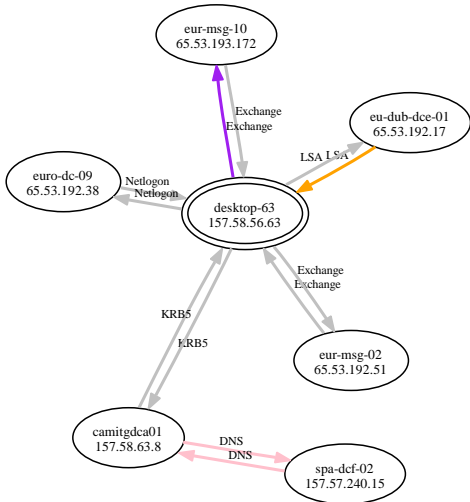 eur-msg-10
65.53.193.172
Exchange
Exchange
eu-dub-dce-01
65.53.192.17
LSA
LSA
euro-dc-09
65.53.192.38
Netlogon
Netlogon
desktop-63
157.58.56.63
Exchange
Exchange
KRB5
KRB5
eur-msg-02
65.53.192.51
camitgdca01
157.58.63.8
DNS
DNS
spa-dcf-02
157.57.240.15